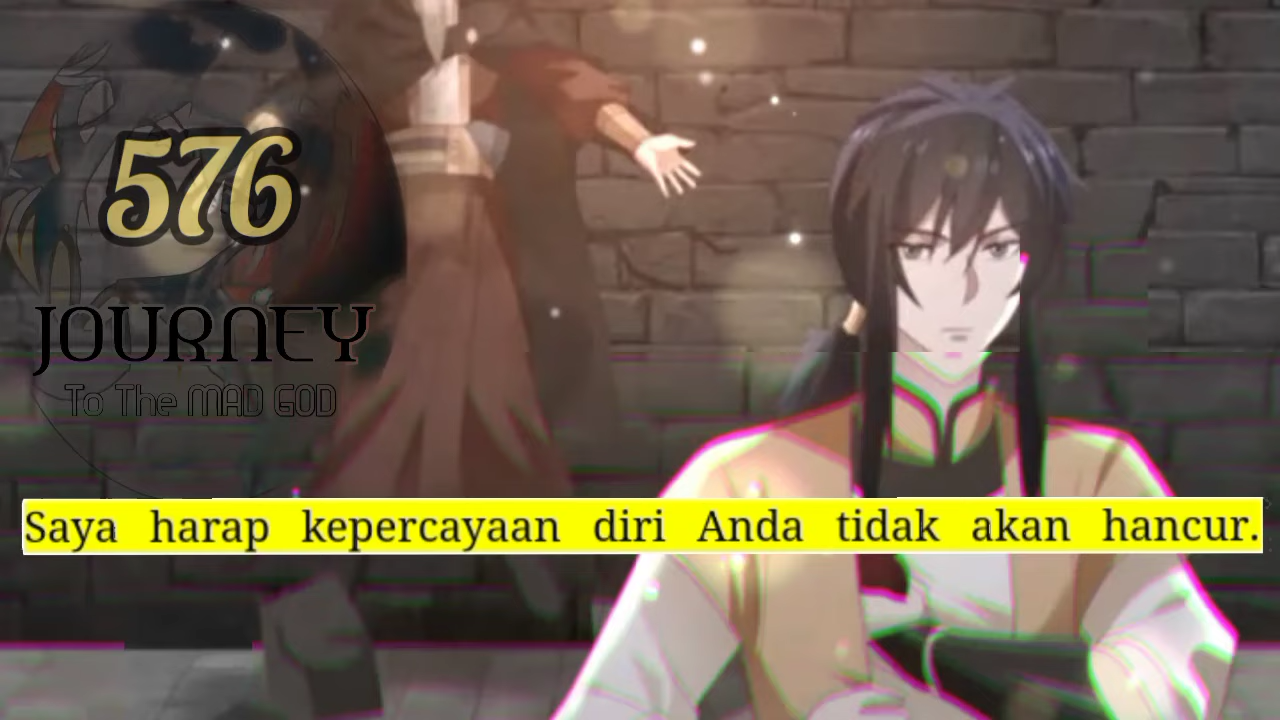 576
JOURNEY
To The MAD GOD
Saya harap kepercayaan diri Anda tidak akan hancur.